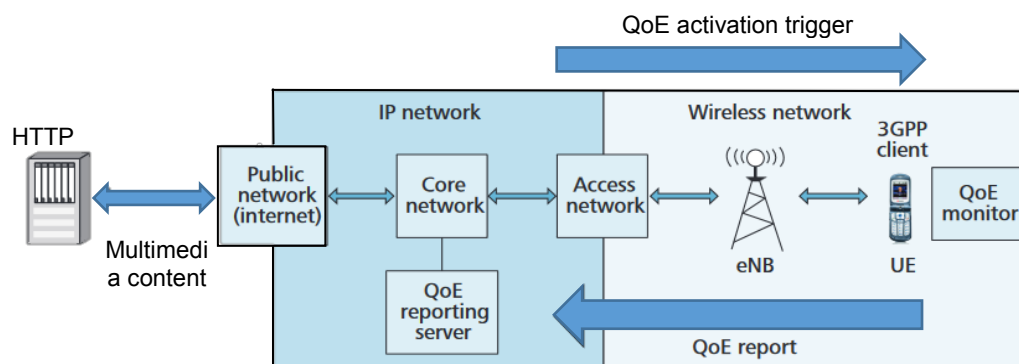 QoE activation trigger
IP network
Wireless network
HTTP
3GPP
client
Public
network
(internet)
Core
network
Access
network
QoE
monitor
Multimedi
a content
eNB
UE
QoE
reporting
server
QoE report